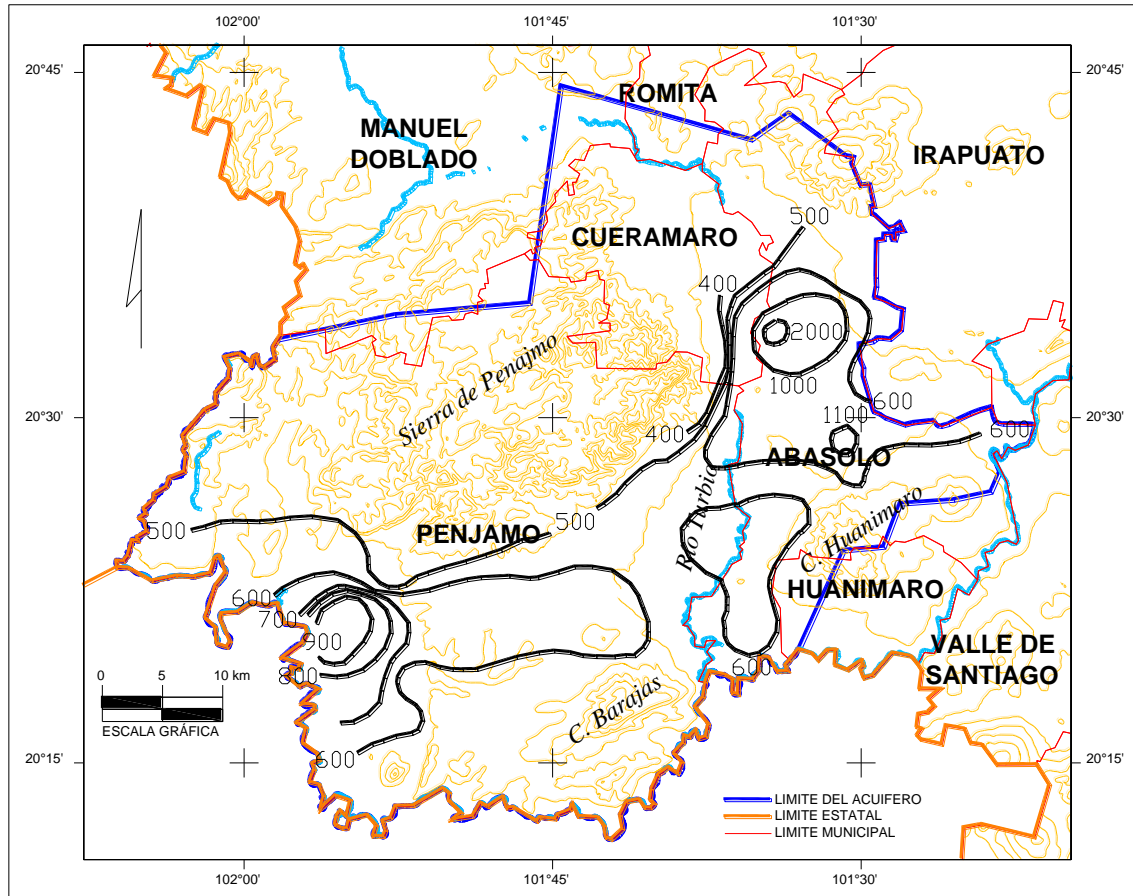 102°00' 101°45' 101°30'
20°45' 20°45'
ROMITA
MANUEL
DOBLADO
IRAPUATO
CUERAMARO
500
400
2000
1000
Sierra de Penajmo
600
1100
20°30' 20°30'
400
600
ABASOLO
Río Turbio
500
C. Huanimaro
500
PENJAMO
HUANIMARO
600
700
900
VALLE DE
SANTIAGO
600
800
0 5 10 km
ESCALA GRÁFICA
C. Barajas
600
20°15' 20°15'
LIMITE DEL ACUIFERO
LIMITE ESTATAL
LIMITE MUNICIPAL
102°00' 101°45' 101°30'